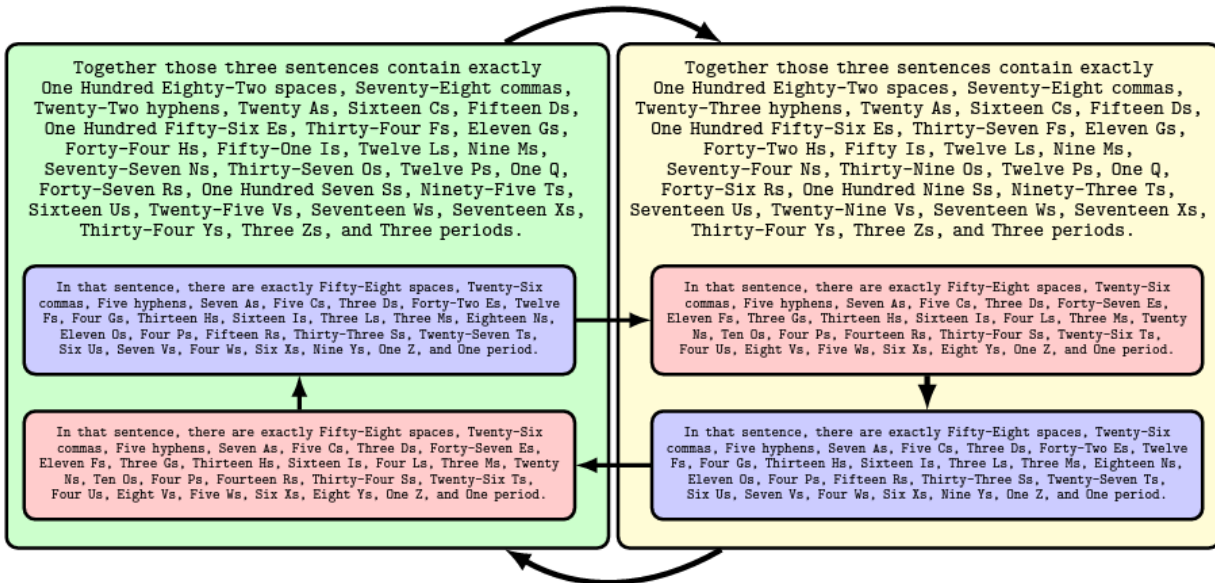 Together those three sentences contain exactly
One Hundred Eighty-Two spaces, Seventy-Eight commas,
Twenty-Two hyphens, Twenty As, Sixteen Cs, Fifteen Ds,
One Hundred Fifty-Six Es, Thirty-Four Fs, Eleven Gs,
Forty-Four Hs, Fifty-One Is, Twelve Ls, Nine Ms,
Seventy-Seven Ns, Thirty-Seven Os, Twelve Ps, One Q,
Forty-Seven Rs, One Hundred Seven Ss, Ninety-Five Ts,
Sixteen Us, Twenty-Five Vs, Seventeen Ws, Seventeen Xs,
Thirty-Four Ys, Three Zs, and Three periods.
In that sentence, there are exactly Fifty-Eight spaces, Twenty-Six
commas, Five hyphens, Seven As, Five Cs, Three Ds, Forty-Two Es, Twelve
Fs, Four Gs, Thirteen Hs, Sixteen Is, Three Ls, Three Ms, Eighteen Ns,
Eleven Os, Four Ps, Fifteen Rs, Thirty-Three Ss, Twenty-Seven Ts,
Six Us, Seven Vs, Four Ws, Six Xs, Nine Ys, One Z, and One period.
In that sentence, there are exactly Fifty-Eight spaces, Twenty-Six
commas, Five hyphens, Seven As, Five Cs, Three Ds, Forty-Seven Es,
Eleven Fs, Three Gs, Thirteen Hs, Sixteen Is, Four Ls, Three Ms, Twenty
Ns, Ten Os, Four Ps, Fourteen Rs, Thirty-Four Ss, Twenty-Six Ts,
Four Us, Eight Vs, Five Ws, Six Xs, Eight Ys, One Z, and One period.
Together those three sentences contain exactly
One Hundred Eighty-Two spaces, Seventy-Eight commas,
Twenty-Three hyphens, Twenty As, Sixteen Cs, Fifteen Ds,
One Hundred Fifty-Six Es, Thirty-Seven Fs, Eleven Gs,
Forty-Two Hs, Fifty Is, Twelve Ls, Nine Ms,
Seventy-Four Ns, Thirty-Nine Os, Twelve Ps, One Q,
Forty-Six Rs, One Hundred Nine Ss, Ninety-Three Ts,
Seventeen Us, Twenty-Nine Vs, Seventeen Ws, Seventeen Xs,
Thirty-Four Ys, Three Zs, and Three periods.
In that sentence, there are exactly Fifty-Eight spaces, Twenty-Six
commas, Five hyphens, Seven As, Five Cs, Three Ds, Forty-Seven Es,
Eleven Fs, Three Gs, Thirteen Hs, Sixteen Is, Four Ls, Three Ms, Twenty
Ns, Ten Os, Four Ps, Fourteen Rs, Thirty-Four Ss, Twenty-Six Ts,
Four Us, Eight Vs, Five Ws, Six Xs, Eight Ys, One Z, and One period.
In that sentence, there are exactly Fifty-Eight spaces, Twenty-Six
commas, Five hyphens, Seven As, Five Cs, Three Ds, Forty-Two Es, Twelve
Fs, Four Gs, Thirteen Hs, Sixteen Is, Three Ls, Three Ms, Eighteen Ns,
Eleven Os, Four Ps, Fifteen Rs, Thirty-Three Ss, Twenty-Seven Ts,
Six Us, Seven Vs, Four Ws, Six Xs, Nine Ys, One Z, and One period.